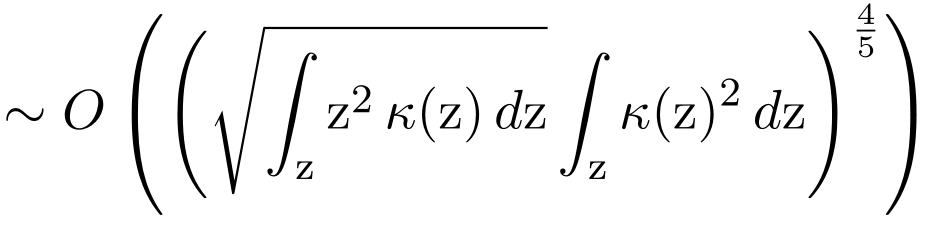 $\sim O\left(\left(\sqrt{\int_{\mathrm{z}} \mathrm{z}^2\, \kappa(\mathrm{z})\, d\mathrm{z}} \int_{\mathrm{z}} \kappa(\mathrm{z})^2\, d\mathrm{z}\right)^{\frac{4}{5}}\right)$